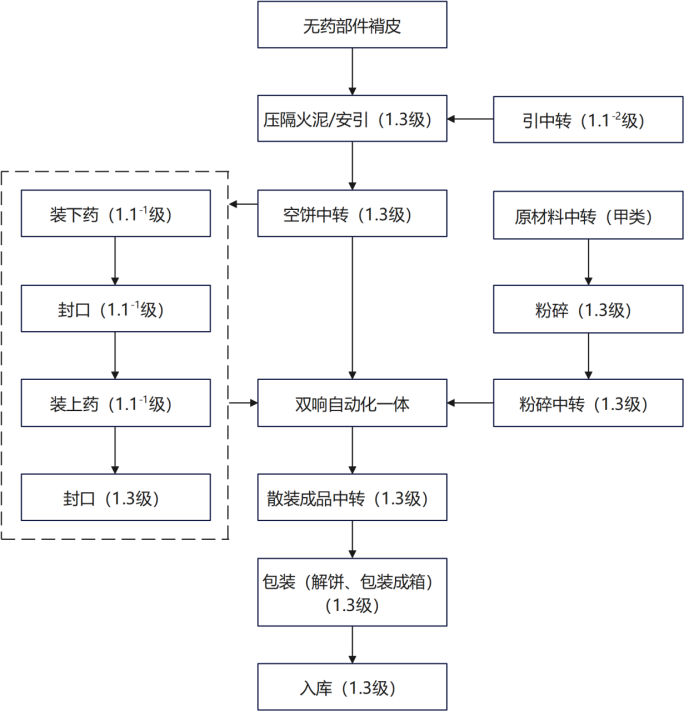 无药部件褙皮
压隔火泥/安引（1.3级）
引中转（1.1⁻²级）
装下药（1.1⁻¹级）
空饼中转（1.3级）
原材料中转（甲类）
封口（1.1⁻¹级）
粉碎（1.3级）
装上药（1.1⁻¹级）
双响自动化一体
粉碎中转（1.3级）
封口（1.3级）
散装成品中转（1.3级）
包装（解饼、包装成箱）
（1.3级）
入库（1.3级）